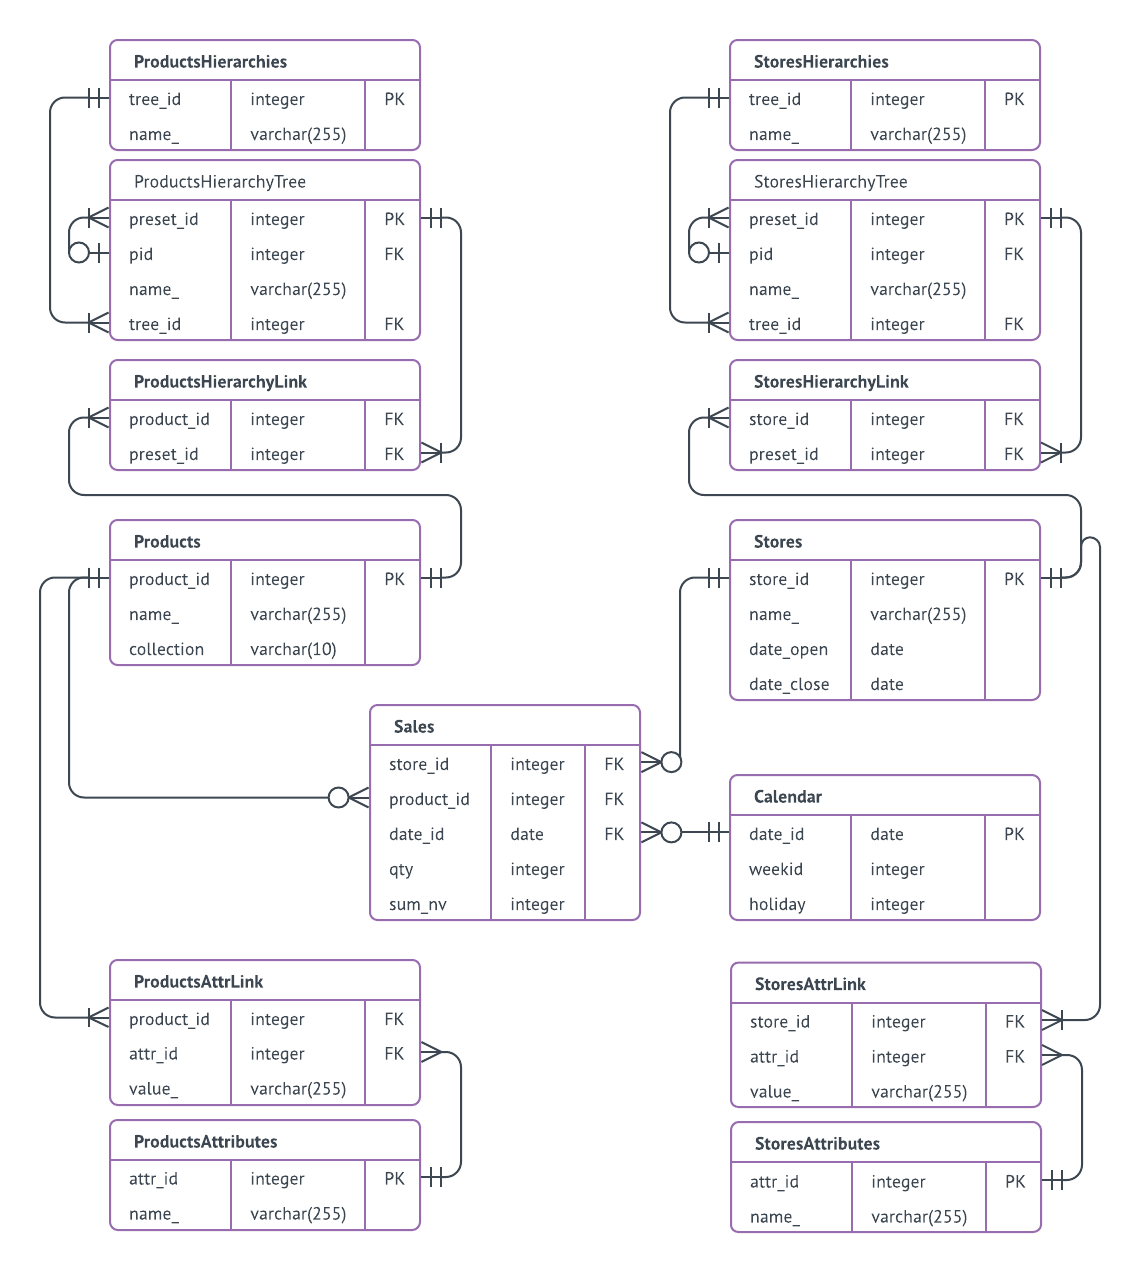 ProductsHierarchies
tree_id integer PK
name_ varchar(255)
ProductsHierarchyTree
preset_id integer PK
pid integer FK
name_ varchar(255)
tree_id integer FK
ProductsHierarchyLink
product_id integer FK
preset_id integer FK
Products
product_id integer PK
name_ varchar(255)
collection varchar(10)
StoresHierarchies
tree_id integer PK
name_ varchar(255)
StoresHierarchyTree
preset_id integer PK
pid integer FK
name_ varchar(255)
tree_id integer FK
StoresHierarchyLink
store_id integer FK
preset_id integer FK
Stores
store_id integer PK
name_ varchar(255)
date_open date
date_close date
Sales
store_id integer FK
product_id integer FK
date_id date FK
qty integer
sum_nv integer
Calendar
date_id date PK
weekid integer
holiday integer
ProductsAttrLink
product_id integer FK
attr_id integer FK
value_ varchar(255)
ProductsAttributes
attr_id integer PK
name_ varchar(255)
StoresAttrLink
store_id integer FK
attr_id integer FK
value_ varchar(255)
StoresAttributes
attr_id integer PK
name_ varchar(255)